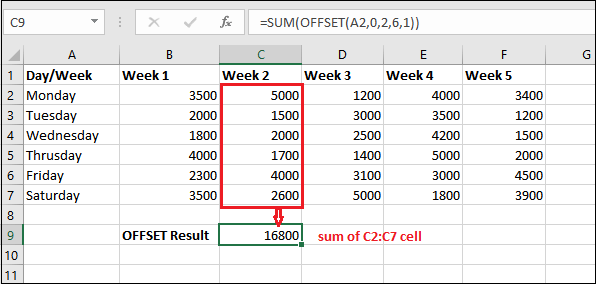 C9 =SUM(OFFSET(A2,0,2,6,1))
A B C D E F G
1 Day/Week Week 1 Week 2 Week 3 Week 4 Week 5
2 Monday 3500 5000 1200 4000 3400
3 Tuesday 2000 1500 3000 3500 1200
4 Wednesday 1800 2000 2500 4200 1500
5 Thrusday 4000 1700 1400 5000 2000
6 Friday 2300 4000 3100 3000 4500
7 Saturday 3500 2600 5000 1800 3900
8
9 OFFSET Result 16800 sum of C2:C7 cell
10
11